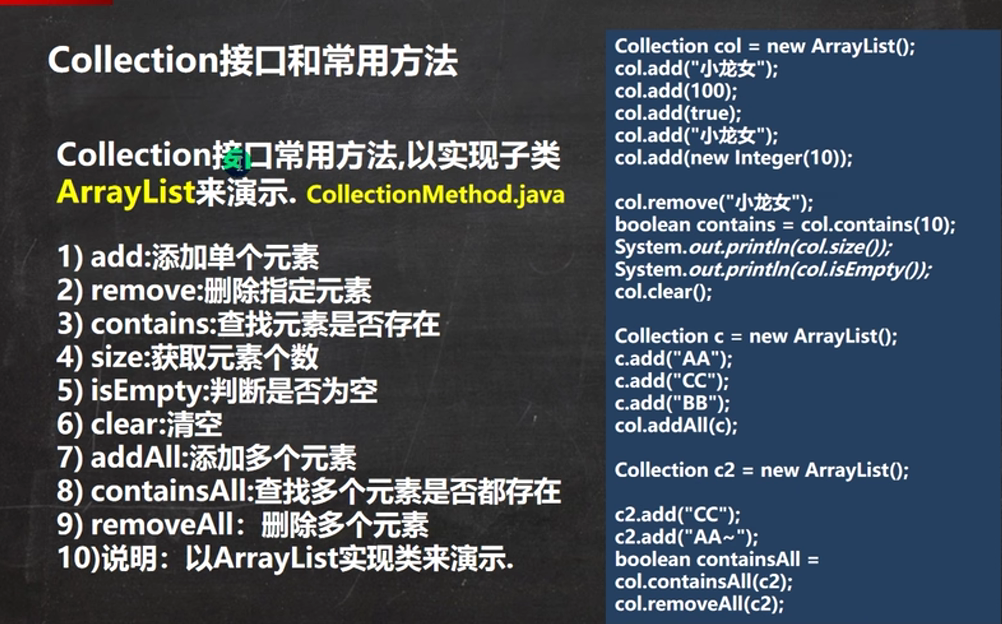 Collection接口和常用方法
Collection接口常用方法,以实现子类
ArrayList来演示. CollectionMethod.java
1) add:添加单个元素
2) remove:删除指定元素
3) contains:查找元素是否存在
4) size:获取元素个数
5) isEmpty:判断是否为空
6) clear:清空
7) addAll:添加多个元素
8) containsAll:查找多个元素是否都存在
9) removeAll：删除多个元素
10)说明：以ArrayList实现类来演示.
Collection col = new ArrayList();
col.add("小龙女");
col.add(100);
col.add(true);
col.add("小龙女");
col.add(new Integer(10));
col.remove("小龙女");
boolean contains = col.contains(10);
System.out.println(col.size());
System.out.println(col.isEmpty());
col.clear();
Collection c = new ArrayList();
c.add("AA");
c.add("CC");
c.add("BB");
col.addAll(c);
Collection c2 = new ArrayList();
c2.add("CC");
c2.add("AA~");
boolean containsAll =
col.containsAll(c2);
col.removeAll(c2);